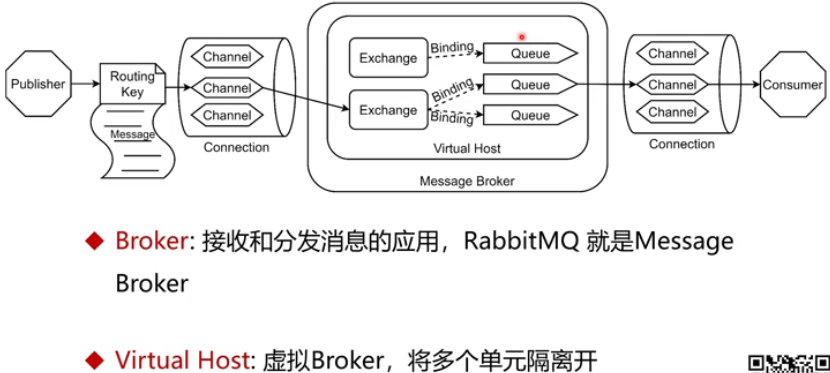 Publisher
Routing
Key
Message
Channel
Channel
Channel
Connection
Exchange
Binding
Queue
Exchange
Binding
Queue
Binding
Queue
Virtual Host
Message Broker
Channel
Channel
Channel
Connection
Consumer
Broker: 接收和分发消息的应用，RabbitMQ 就是Message
Broker
Virtual Host: 虚拟Broker，将多个单元隔离开